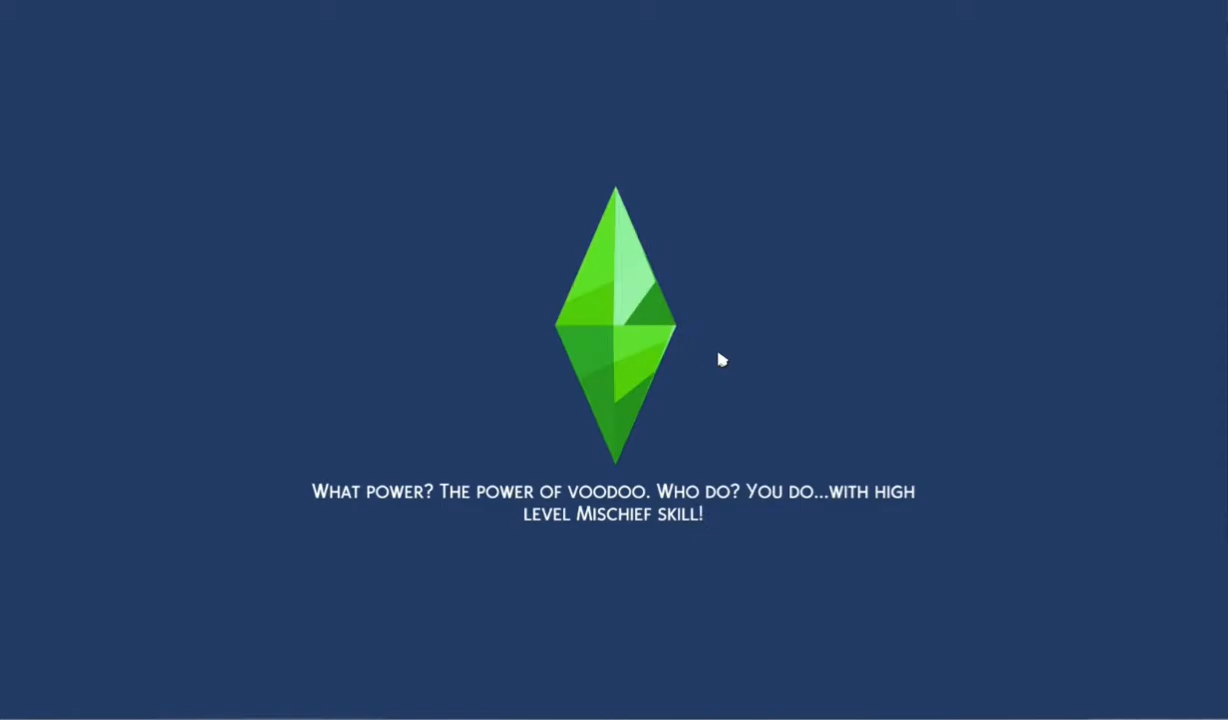 What power? The power of voodoo. Who do? You do...with high
level Mischief skill!